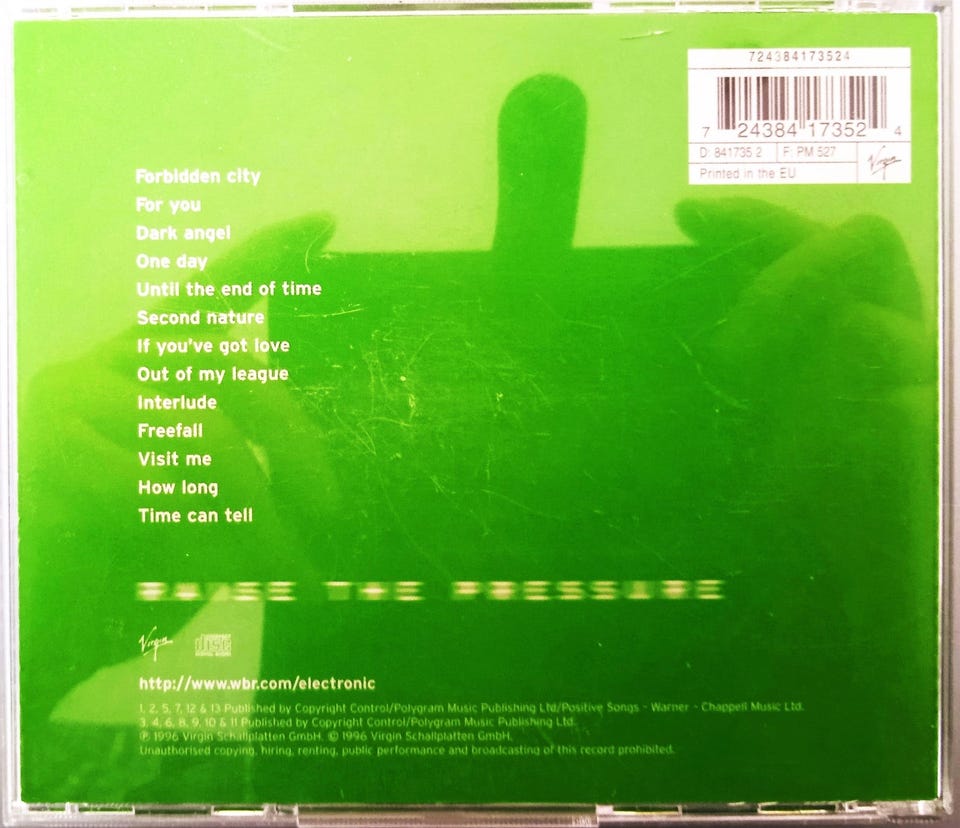 724384173524
7 24384 17352 4
D: 841735 2 F: PM 527
Virgin
Printed in the EU
Forbidden city
For you
Dark angel
One day
Until the end of time
Second nature
If you've got love
Out of my league
Interlude
Freefall
Visit me
How long
Time can tell
RAISE THE PRESSURE
Virgin
disc
http://www.wbr.com/electronic
1, 2, 5, 7, 12 & 13 Published by Copyright Control/Polygram Music Publishing Ltd/Positive Songs - Warner - Chappell Music Ltd.
3, 4, 6, 8, 9, 10 & 11 Published by Copyright Control/Polygram Music Publishing Ltd.
℗ 1996 Virgin Schallplatten GmbH. © 1996 Virgin Schallplatten GmbH.
Unauthorised copying, hiring, renting, public performance and broadcasting of this record prohibited.